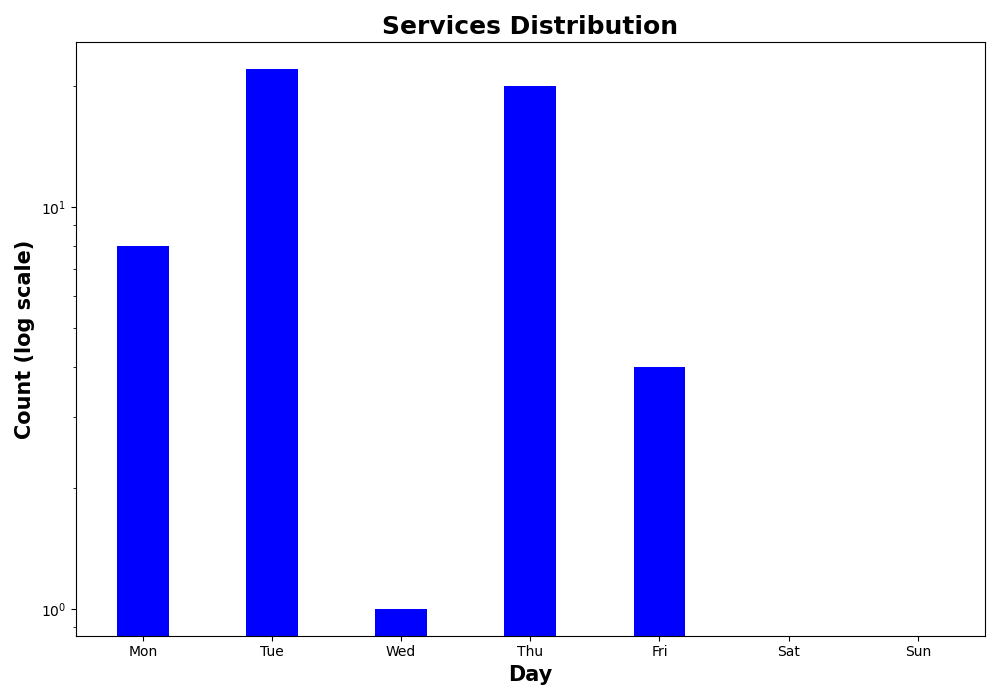 Services Distribution
Count (log scale)
10¹
10⁰
Mon Tue Wed Thu Fri Sat Sun
Day